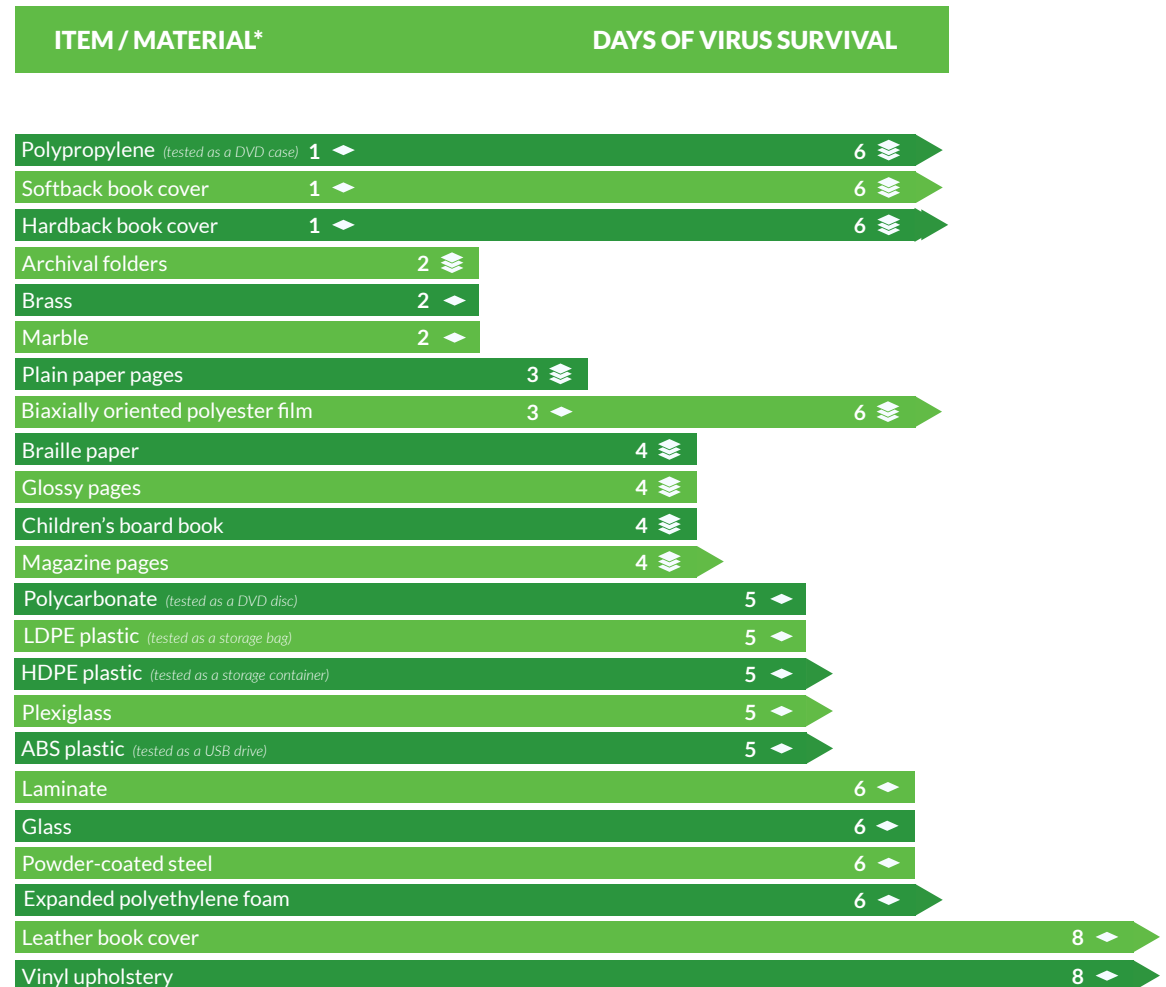 ITEM / MATERIAL* DAYS OF VIRUS SURVIVAL
Polypropylene (tested as a DVD case) 1 6
Softback book cover 1 6
Hardback book cover 1 6
Archival folders 2
Brass 2
Marble 2
Plain paper pages 3
Biaxially oriented polyester film 3 6
Braille paper 4
Glossy pages 4
Children’s board book 4
Magazine pages 4
Polycarbonate (tested as a DVD disc) 5
LDPE plastic (tested as a storage bag) 5
HDPE plastic (tested as a storage container) 5
Plexiglass 5
ABS plastic (tested as a USB drive) 5
Laminate 6
Glass 6
Powder-coated steel 6
Expanded polyethylene foam 6
Leather book cover 8
Vinyl upholstery 8